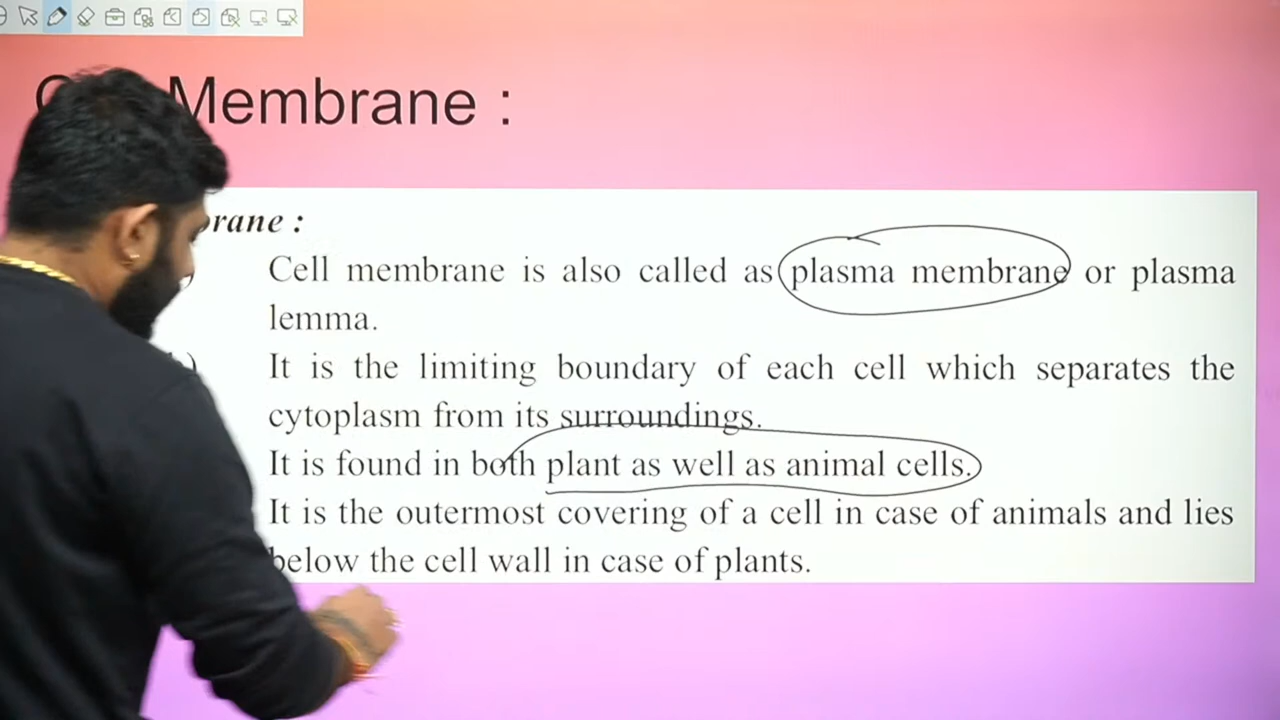 Membrane :
brane :
Cell membrane is also called as plasma membrane or plasma
lemma.
It is the limiting boundary of each cell which separates the
cytoplasm from its surroundings.
It is found in both plant as well as animal cells.
It is the outermost covering of a cell in case of animals and lies
below the cell wall in case of plants.